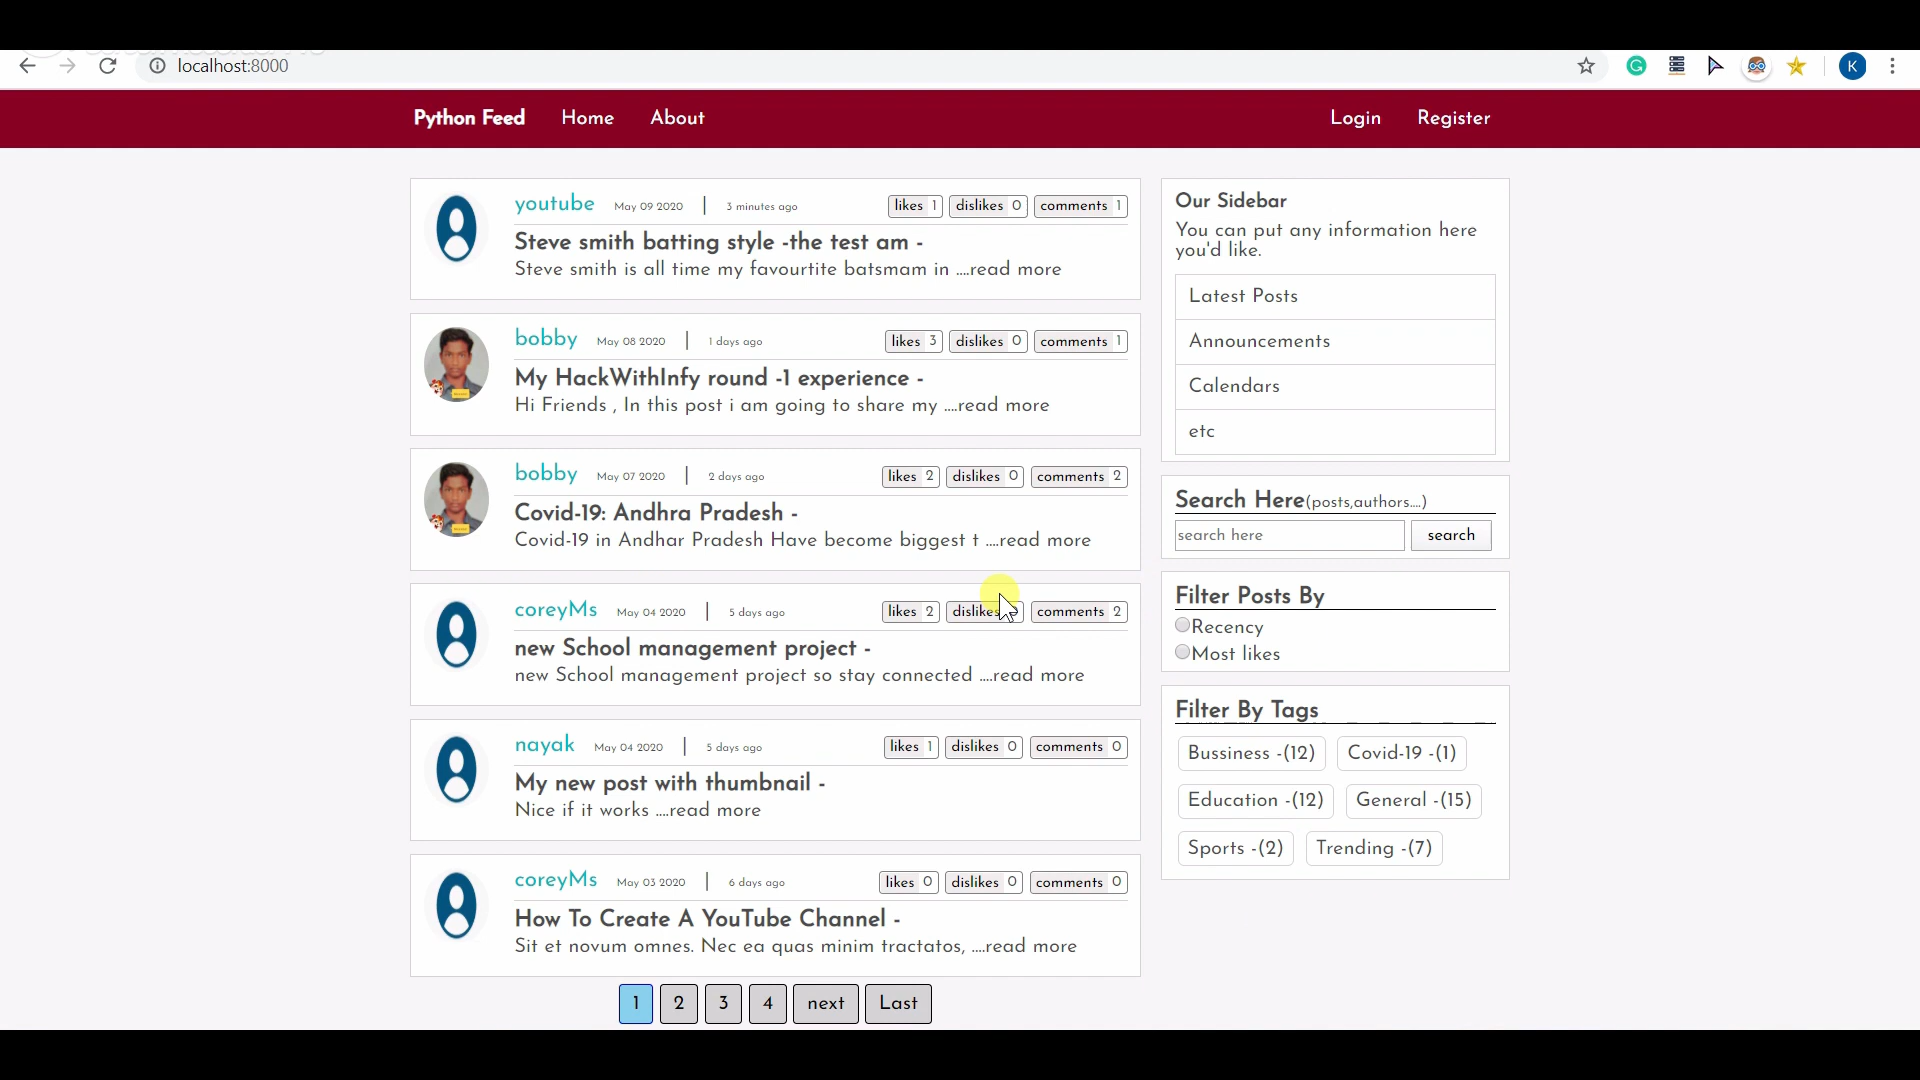 localhost:8000
K
Python Feed Home About Login Register
youtube May 09 2020 | 3 minutes ago likes 1 dislikes 0 comments 1
Steve smith batting style -the test am -
Steve smith is all time my favourtite batsmam in ....read more
bobby May 08 2020 | 1 days ago likes 3 dislikes 0 comments 1
My HackWithInfy round -1 experience -
Hi Friends , In this post i am going to share my ....read more
bobby May 07 2020 | 2 days ago likes 2 dislikes 0 comments 2
Covid-19: Andhra Pradesh -
Covid-19 in Andhar Pradesh Have become biggest t ....read more
coreyMs May 04 2020 | 5 days ago likes 2 dislikes comments 2
new School management project -
new School management project so stay connected ....read more
nayak May 04 2020 | 5 days ago likes 1 dislikes 0 comments 0
My new post with thumbnail -
Nice if it works ....read more
coreyMs May 03 2020 | 6 days ago likes 0 dislikes 0 comments 0
How To Create A YouTube Channel -
Sit et novum omnes. Nec ea quas minim tractatos, ....read more
1 2 3 4 next Last
Our Sidebar
You can put any information here
you'd like.
Latest Posts
Announcements
Calendars
etc
Search Here(posts,authors....)
search here search
Filter Posts By
Recency
Most likes
Filter By Tags
Bussiness -(12) Covid-19 -(1)
Education -(12) General -(15)
Sports -(2) Trending -(7)